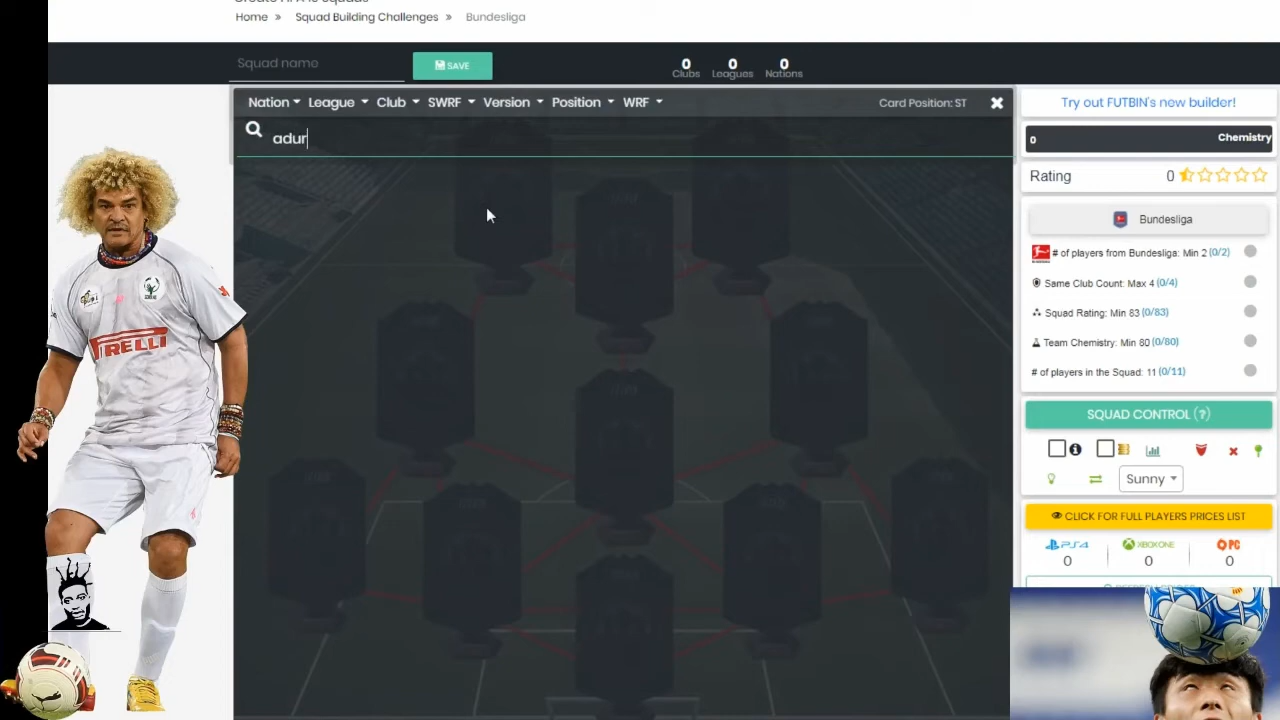 Home » Squad Building Challenges » Bundesliga
Squad name
SAVE
0 0 0
Clubs Leagues Nations
Nation League Club SWRF Version Position WRF Card Position: ST
adur
Try out FUTBIN's new builder!
0 Chemistry
Rating 0
Bundesliga
# of players from Bundesliga: Min 2 (0/2)
Same Club Count: Max 4 (0/4)
Squad Rating: Min 83 (0/83)
Team Chemistry: Min 80 (0/80)
# of players in the Squad: 11 (0/11)
SQUAD CONTROL (?)
Sunny
CLICK FOR FULL PLAYERS PRICES LIST
PS4 XBOX ONE PC
0 0 0
PIRELLI